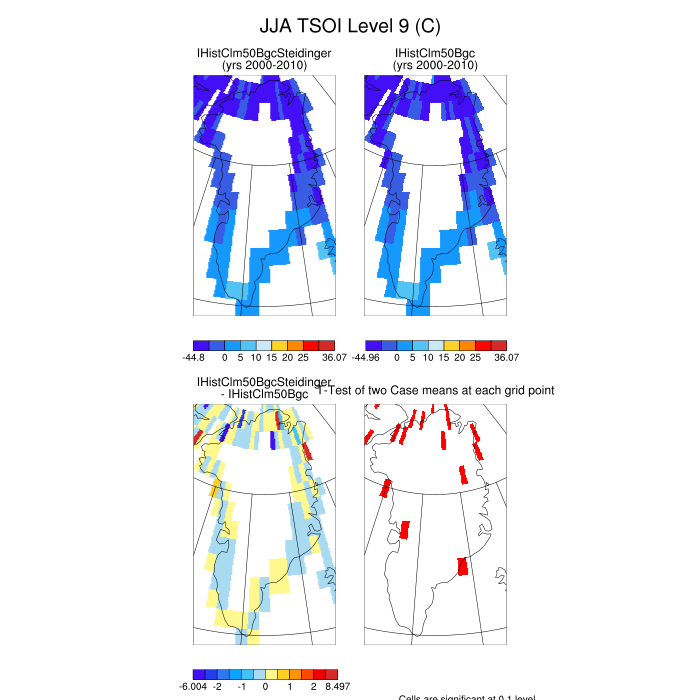 JJA TSOI Level 9 (C)
IHistClm50BgcSteidinger
(yrs 2000-2010)
IHistClm50Bgc
(yrs 2000-2010)
-44.8 0 5 10 15 20 25 36.07
-44.96 0 5 10 15 20 25 36.07
IHistClm50BgcSteidinger
- IHistClm50Bgc
T-Test of two Case means at each grid point
-6.004 -2 -1 0 1 2 8.497
Cells are significant at 0.1 level